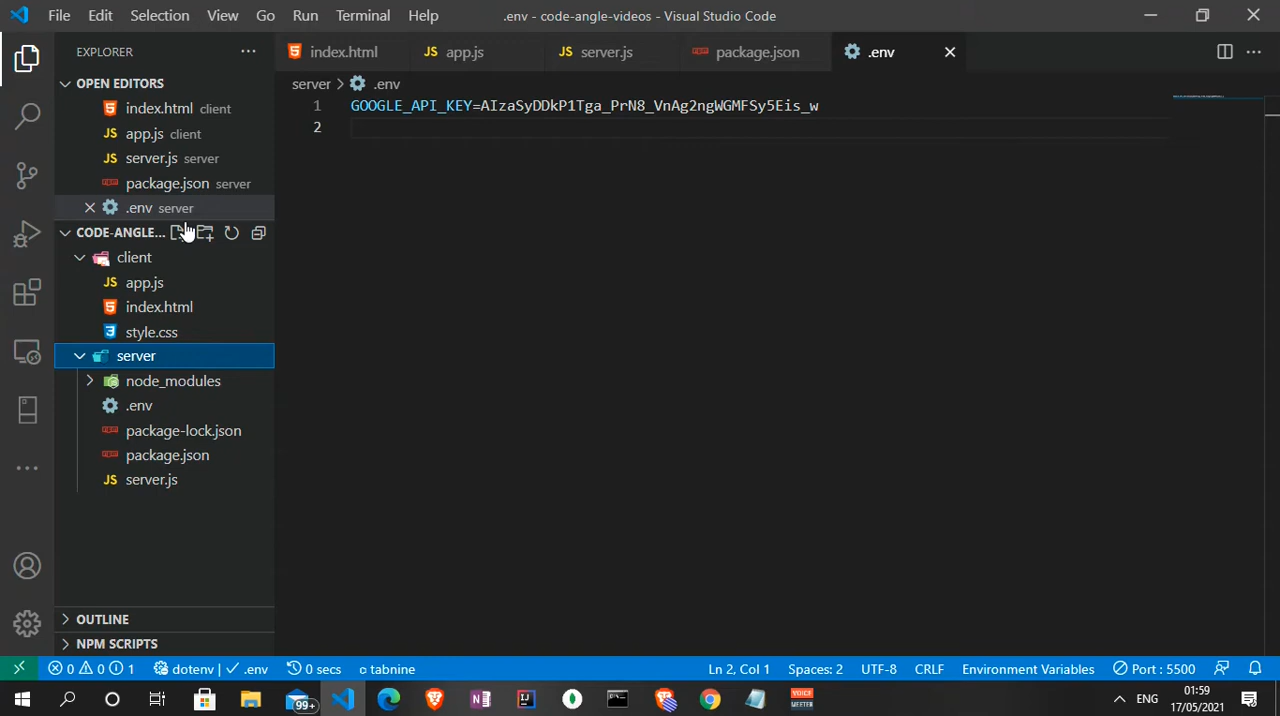 File Edit Selection View Go Run Terminal Help .env - code-angle-videos - Visual Studio Code
EXPLORER
index.html app.js server.js package.json .env
OPEN EDITORS
server > .env
index.html client
app.js client
server.js server
package.json server
.env server
1 GOOGLE_API_KEY=AIzaSyDDkP1Tga_PrN8_VnAg2ngWGMFSy5Eis_w
2
CODE-ANGLE...
client
app.js
index.html
style.css
server
node_modules
.env
package-lock.json
package.json
server.js
OUTLINE
NPM SCRIPTS
0 0 1 dotenv | .env 0 secs tabnine Ln 2, Col 1 Spaces: 2 UTF-8 CRLF Environment Variables Port : 5500
99+ VOICE MEETER ENG 01:59
17/05/2021